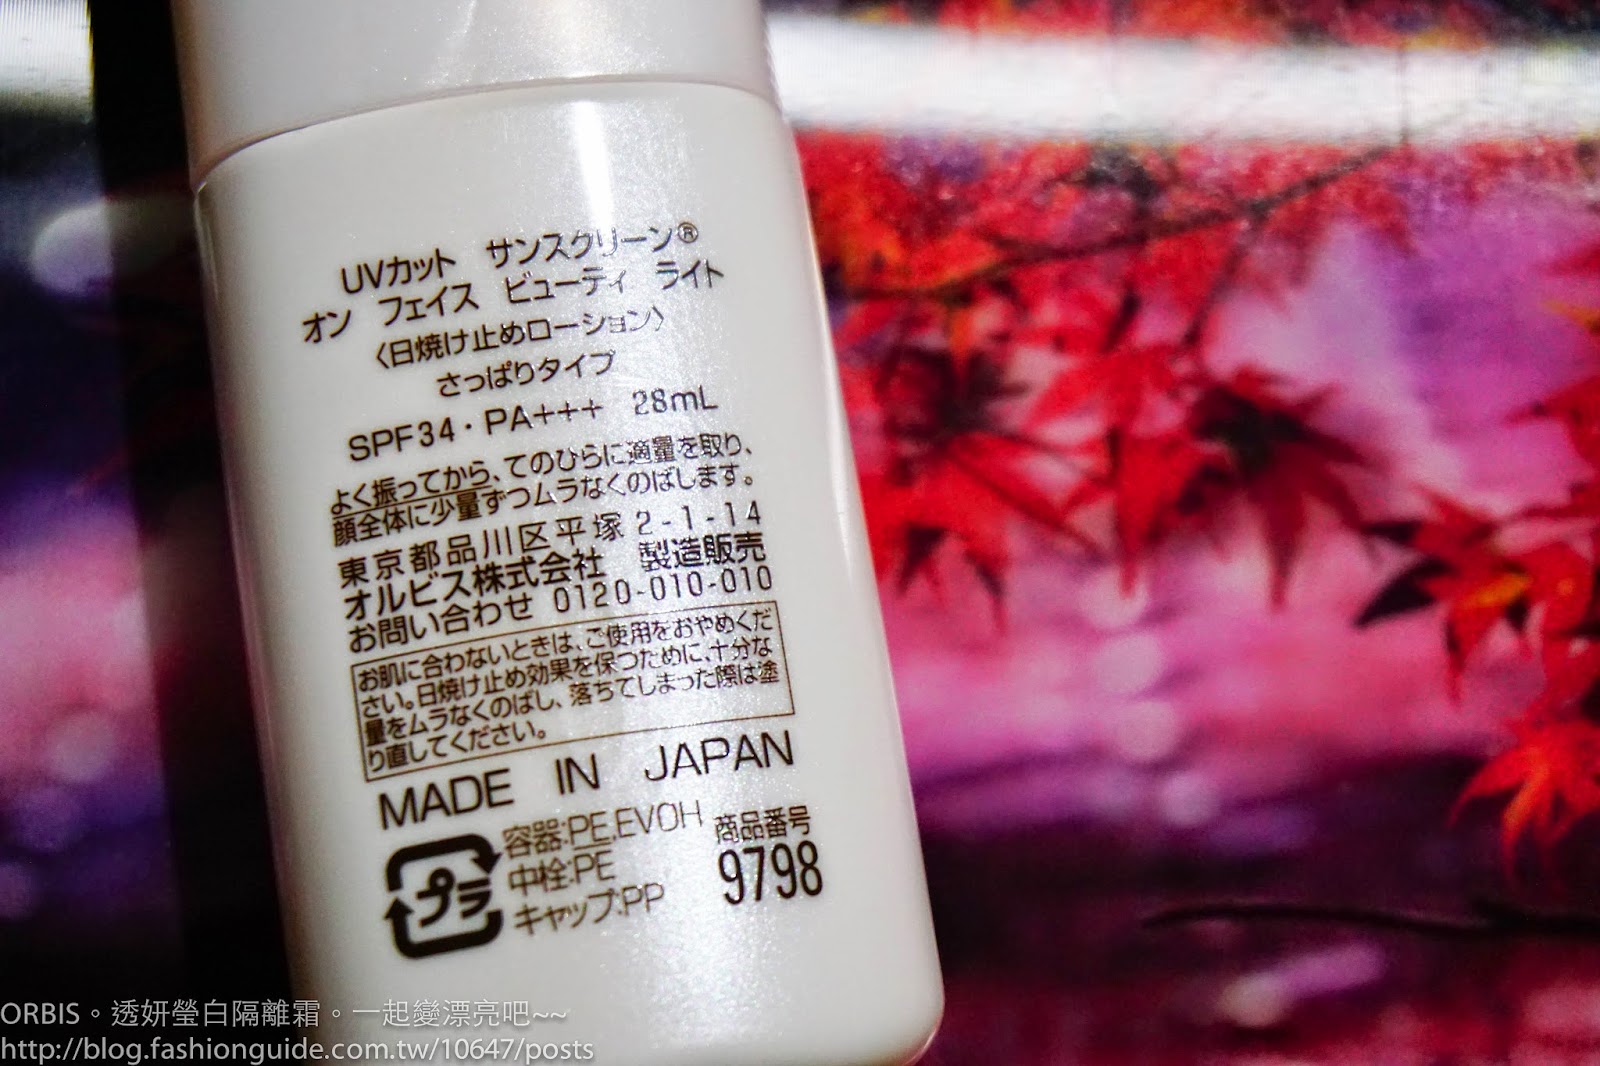 UVカット サンスクリーン®
オン フェイス ビューティ ライト
〈日焼け止めローション〉
さっぱりタイプ
SPF34・PA+++ 28mL
よく振ってから、てのひらに適量を取り、
顔全体に少量ずつムラなくのばします。
東京都品川区平塚2-1-14
オルビス株式会社 製造販売
お問い合わせ 0120-010-010
お肌に合わないときは、ご使用をおやめくだ
さい。日焼け止め効果を保つために、十分な
量をムラなくのばし、落ちてしまった際は塗
り直してください。
MADE IN JAPAN
プラ
容器:PE,EVOH
中栓:PE
キャップ:PP
商品番号
9798
ORBIS。透妍瑩白隔離霜。一起變漂亮吧~~
http://blog.fashionguide.com.tw/10647/posts